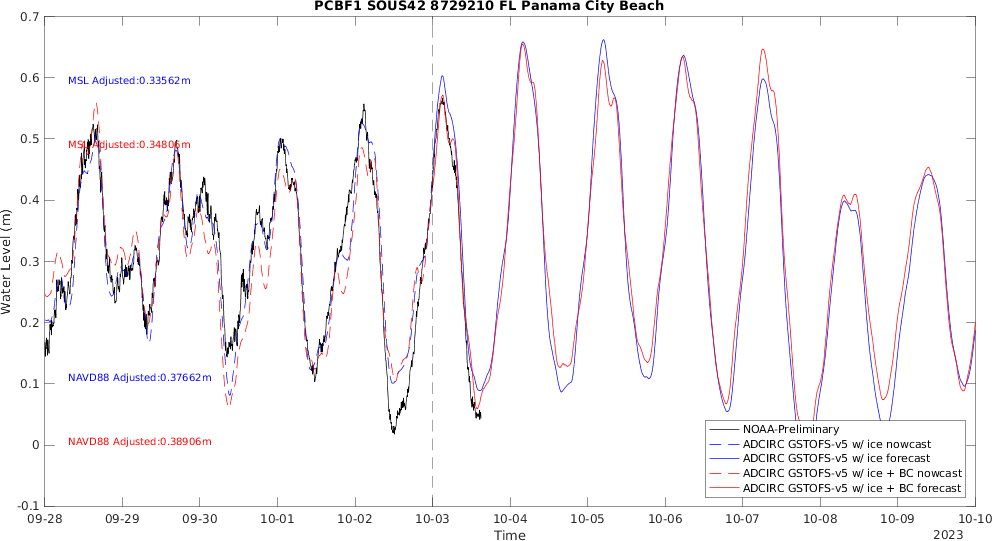 PCBF1 SOUS42 8729210 FL Panama City Beach
Water Level (m)
0.7
0.6
0.5
0.4
0.3
0.2
0.1
0
-0.1
MSL Adjusted:0.33562m
MSL Adjusted:0.34806m
NAVD88 Adjusted:0.37662m
NAVD88 Adjusted:0.38906m
NOAA-Preliminary
ADCIRC GSTOFS-v5 w/ ice nowcast
ADCIRC GSTOFS-v5 w/ ice forecast
ADCIRC GSTOFS-v5 w/ ice + BC nowcast
ADCIRC GSTOFS-v5 w/ ice + BC forecast
09-28 09-29 09-30 10-01 10-02 10-03 10-04 10-05 10-06 10-07 10-08 10-09 10-10
Time
2023